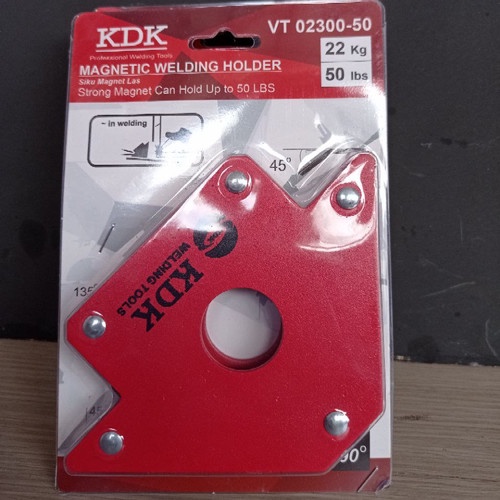 KDK
Professional Welding Tools
VT 02300-50
22 Kg
50 lbs
MAGNETIC WELDING HOLDER
Siku Magnet Las
Strong Magnet Can Hold Up to 50 LBS
~ in welding
45°
KDK
WELDING TOOLS
135
45
90°